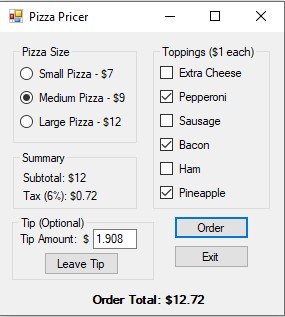 Pizza Pricer
Pizza Size
Small Pizza - $7
Medium Pizza - $9
Large Pizza - $12
Toppings ($1 each)
Extra Cheese
Pepperoni
Sausage
Bacon
Ham
Pineapple
Summary
Subtotal: $12
Tax (6%): $0.72
Tip (Optional)
Tip Amount: $ 1.908
Leave Tip
Order
Exit
Order Total: $12.72